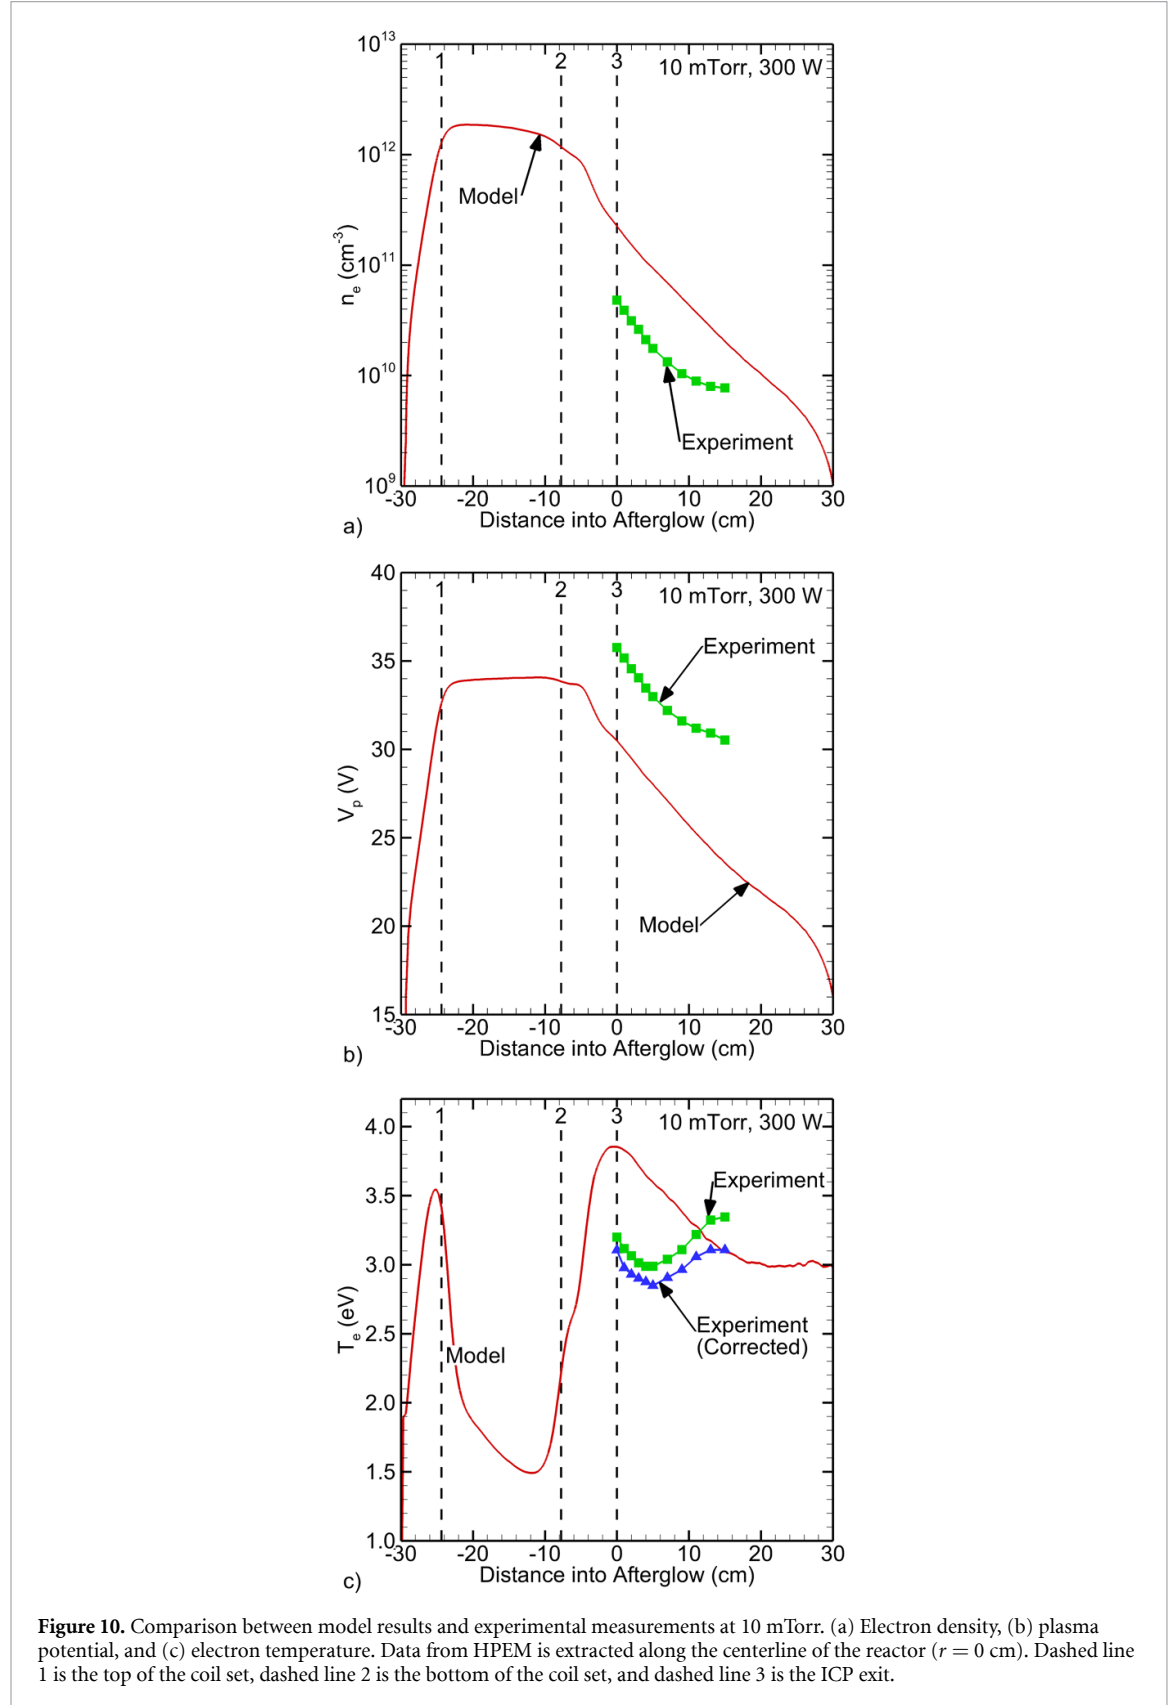 10^13
1 2 3 10 mTorr, 300 W
10^12
Model
10^11
n_e (cm^-3)
10^10
Experiment
10^9
-30 -20 -10 0 10 20 30
Distance into Afterglow (cm)
a)
40
1 2 3 10 mTorr, 300 W
Experiment
35
30
V_p (V)
25
Model
20
15
-30 -20 -10 0 10 20 30
Distance into Afterglow (cm)
b)
1 2 3 10 mTorr, 300 W
4.0
Experiment
3.5
3.0
T_e (eV)
Experiment
(Corrected)
2.5
Model
2.0
1.5
1.0
-30 -20 -10 0 10 20 30
Distance into Afterglow (cm)
c)
Figure 10. Comparison between model results and experimental measurements at 10 mTorr. (a) Electron density, (b) plasma
potential, and (c) electron temperature. Data from HPEM is extracted along the centerline of the reactor (r = 0 cm). Dashed line
1 is the top of the coil set, dashed line 2 is the bottom of the coil set, and dashed line 3 is the ICP exit.